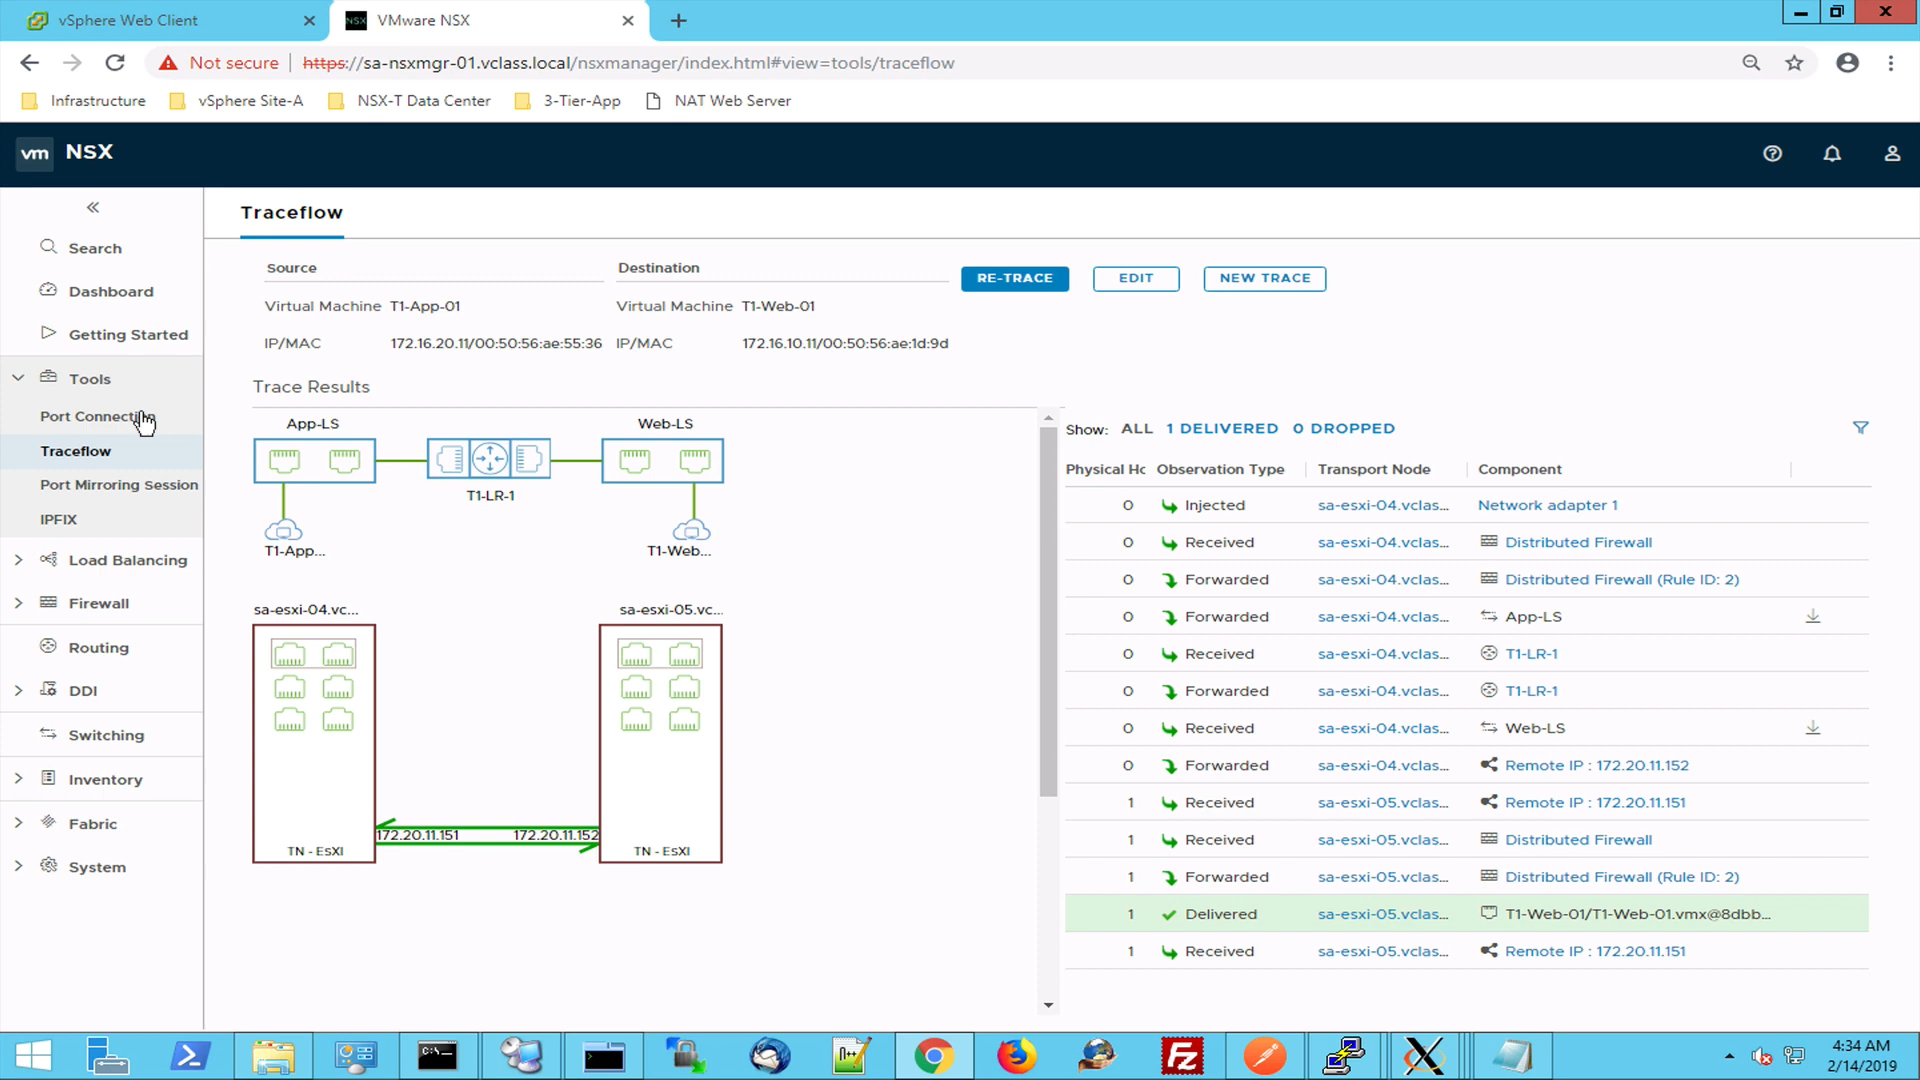 vSphere Web Client
VMware NSX
Not secure
https://sa-nsxmgr-01.vclass.local/nsxmanager/index.html#view=tools/traceflow
Infrastructure
vSphere Site-A
NSX-T Data Center
3-Tier-App
NAT Web Server
vm NSX
Search
Dashboard
Getting Started
Tools
Port Connection
Traceflow
Port Mirroring Session
IPFIX
Load Balancing
Firewall
Routing
DDI
Switching
Inventory
Fabric
System
Traceflow
Source
Virtual Machine T1-App-01
IP/MAC 172.16.20.11/00:50:56:ae:55:36
Destination
Virtual Machine T1-Web-01
IP/MAC 172.16.10.11/00:50:56:ae:1d:9d
RE-TRACE
EDIT
NEW TRACE
Trace Results
App-LS
Web-LS
T1-LR-1
T1-App...
T1-Web...
sa-esxi-04.vc...
sa-esxi-05.vc...
172.20.11.151
172.20.11.152
TN - EsXI
TN - EsXI
Show: ALL 1 DELIVERED 0 DROPPED
Physical Hc Observation Type Transport Node Component
0 Injected sa-esxi-04.vclas... Network adapter 1
0 Received sa-esxi-04.vclas... Distributed Firewall
0 Forwarded sa-esxi-04.vclas... Distributed Firewall (Rule ID: 2)
0 Forwarded sa-esxi-04.vclas... App-LS
0 Received sa-esxi-04.vclas... T1-LR-1
0 Forwarded sa-esxi-04.vclas... T1-LR-1
0 Received sa-esxi-04.vclas... Web-LS
0 Forwarded sa-esxi-04.vclas... Remote IP : 172.20.11.152
1 Received sa-esxi-05.vclas... Remote IP : 172.20.11.151
1 Received sa-esxi-05.vclas... Distributed Firewall
1 Forwarded sa-esxi-05.vclas... Distributed Firewall (Rule ID: 2)
1 Delivered sa-esxi-05.vclas... T1-Web-01/T1-Web-01.vmx@8dbb...
1 Received sa-esxi-05.vclas... Remote IP : 172.20.11.151
4:34 AM
2/14/2019